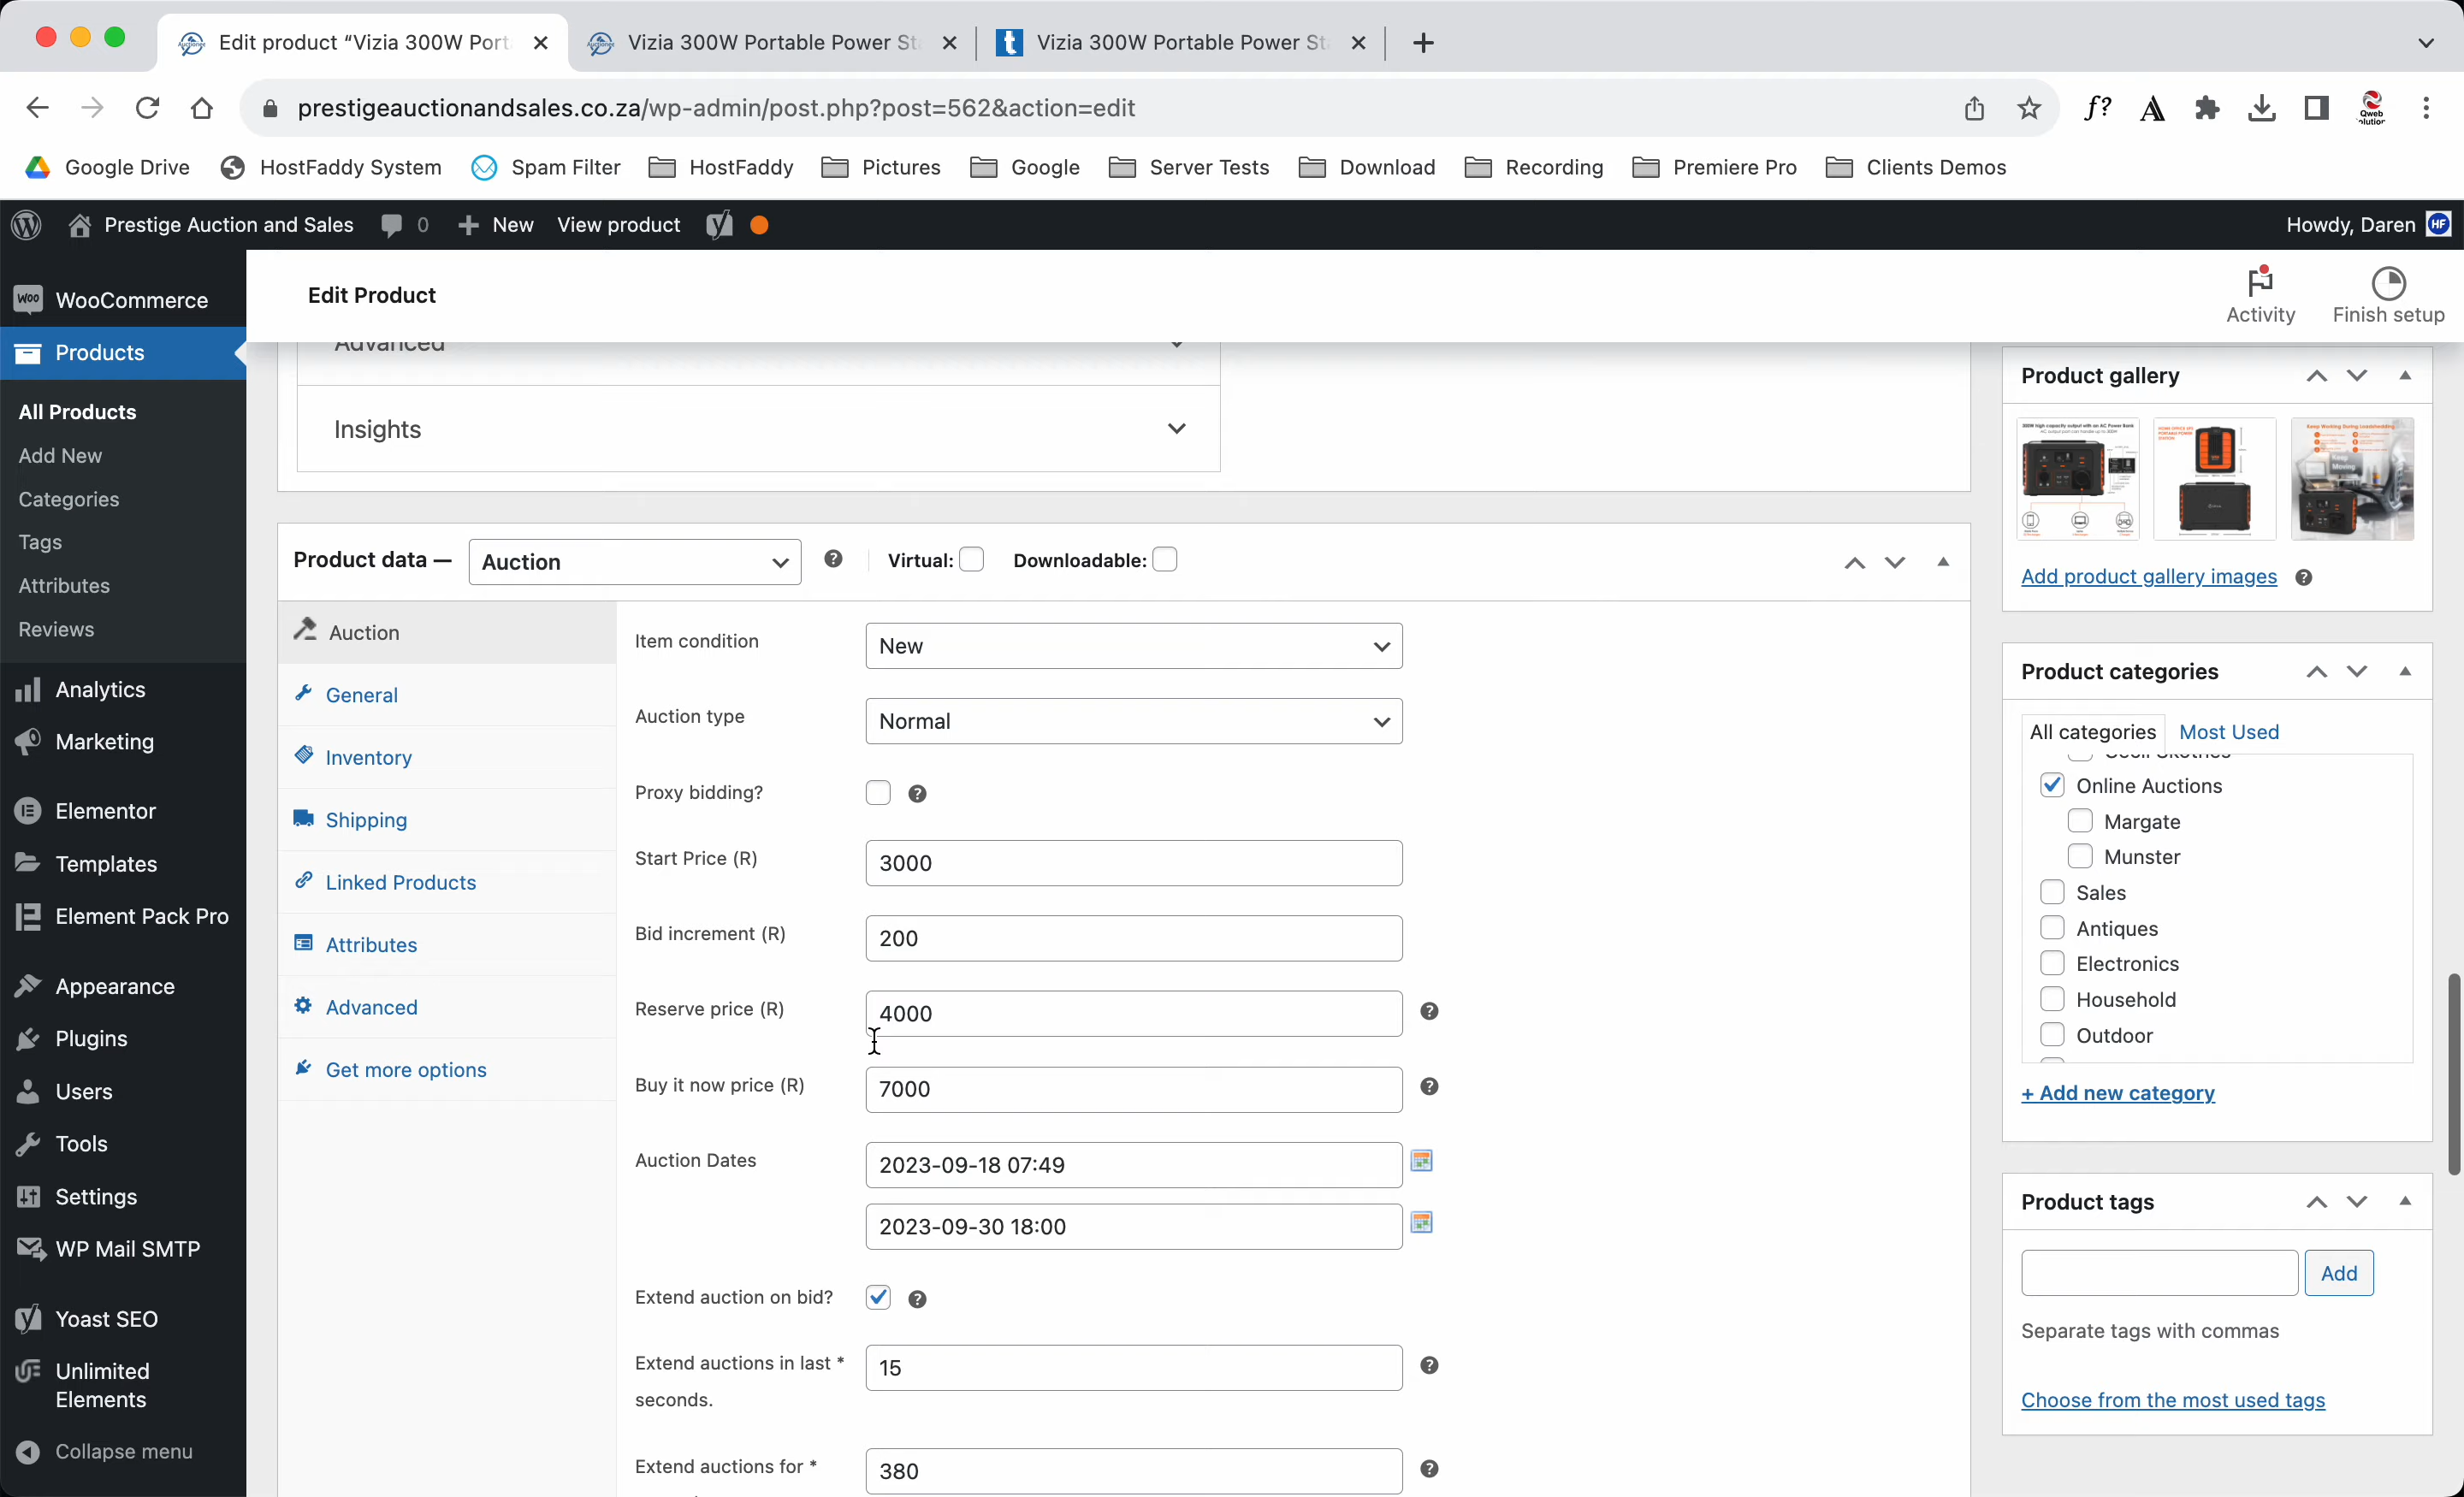 Edit product “Vizia 300W Port
Vizia 300W Portable Power St
Vizia 300W Portable Power St
prestigeauctionandsales.co.za/wp-admin/post.php?post=562&action=edit
Google Drive
HostFaddy System
Spam Filter
HostFaddy
Pictures
Google
Server Tests
Download
Recording
Premiere Pro
Clients Demos
Prestige Auction and Sales
0
New
View product
Howdy, Daren
HF
WooCommerce
Products
All Products
Add New
Categories
Tags
Attributes
Reviews
Analytics
Marketing
Elementor
Templates
Element Pack Pro
Appearance
Plugins
Users
Tools
Settings
WP Mail SMTP
Yoast SEO
Unlimited
Elements
Collapse menu
Edit Product
Activity
Finish setup
Advanced
Insights
Product data —
Auction
Virtual:
Downloadable:
Auction
General
Inventory
Shipping
Linked Products
Attributes
Advanced
Get more options
Item condition
New
Auction type
Normal
Proxy bidding?
Start Price (R)
3000
Bid increment (R)
200
Reserve price (R)
4000
Buy it now price (R)
7000
Auction Dates
2023-09-18 07:49
2023-09-30 18:00
Extend auction on bid?
Extend auctions in last *
seconds.
15
Extend auctions for *
380
Product gallery
Add product gallery images
Product categories
All categories
Most Used
Online Auctions
Margate
Munster
Sales
Antiques
Electronics
Household
Outdoor
+ Add new category
Product tags
Add
Separate tags with commas
Choose from the most used tags